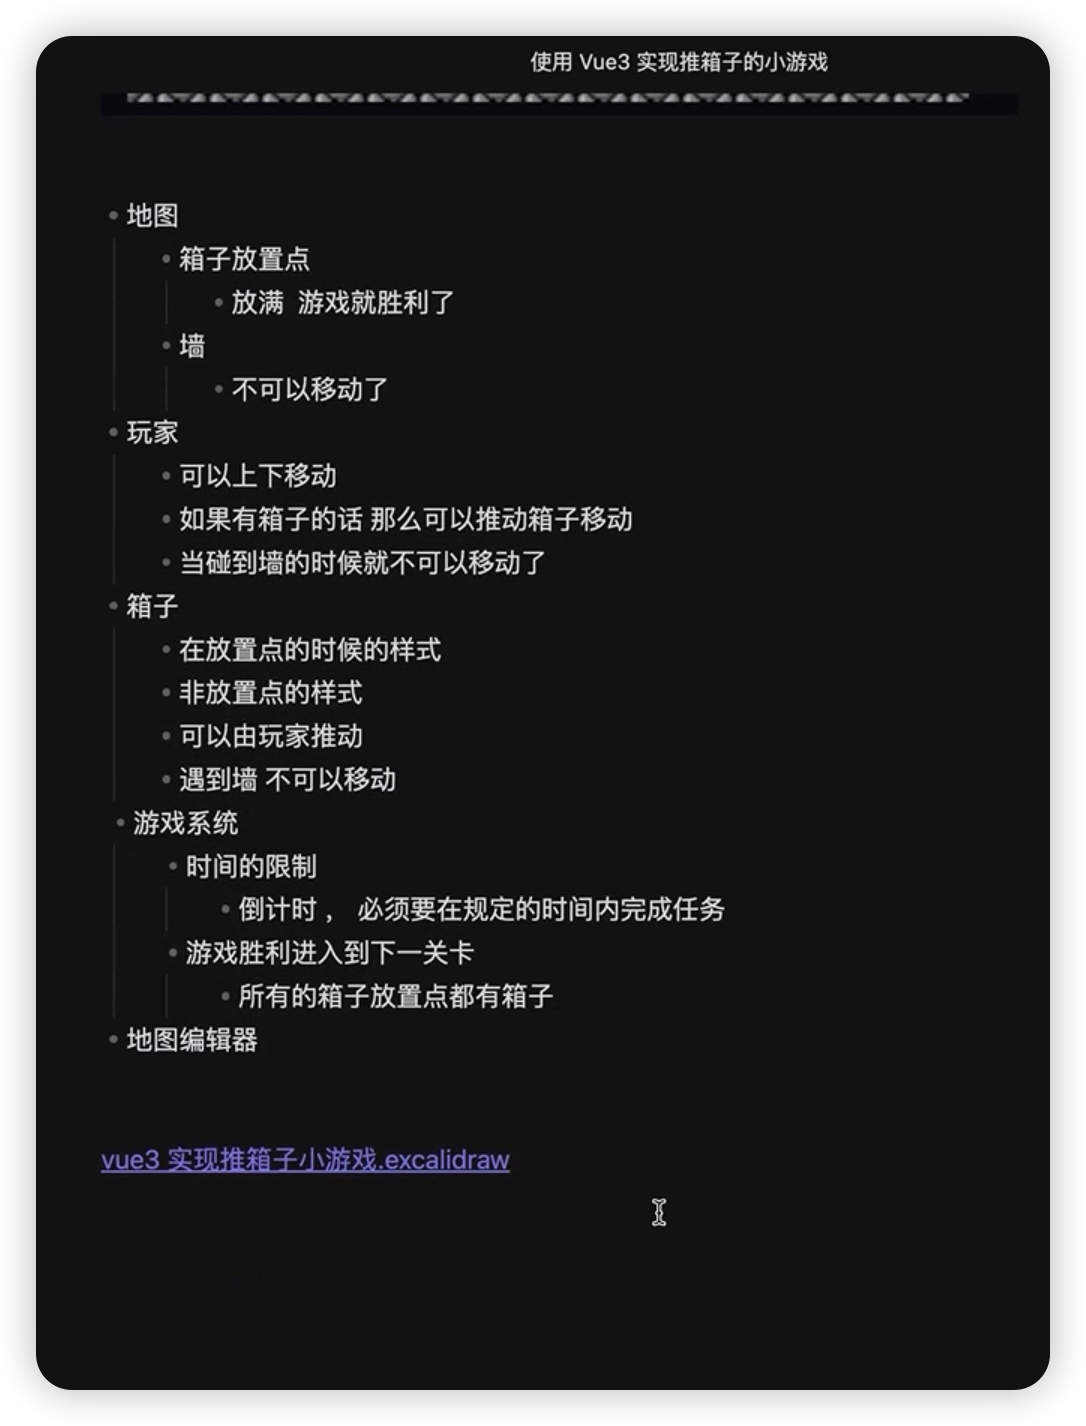 使用 Vue3 实现推箱子的小游戏
地图
箱子放置点
放满 游戏就胜利了
墙
不可以移动了
玩家
可以上下移动
如果有箱子的话 那么可以推动箱子移动
当碰到墙的时候就不可以移动了
箱子
在放置点的时候的样式
非放置点的样式
可以由玩家推动
遇到墙 不可以移动
游戏系统
时间的限制
倒计时， 必须要在规定的时间内完成任务
游戏胜利进入到下一关卡
所有的箱子放置点都有箱子
地图编辑器
vue3 实现推箱子小游戏.excalidraw